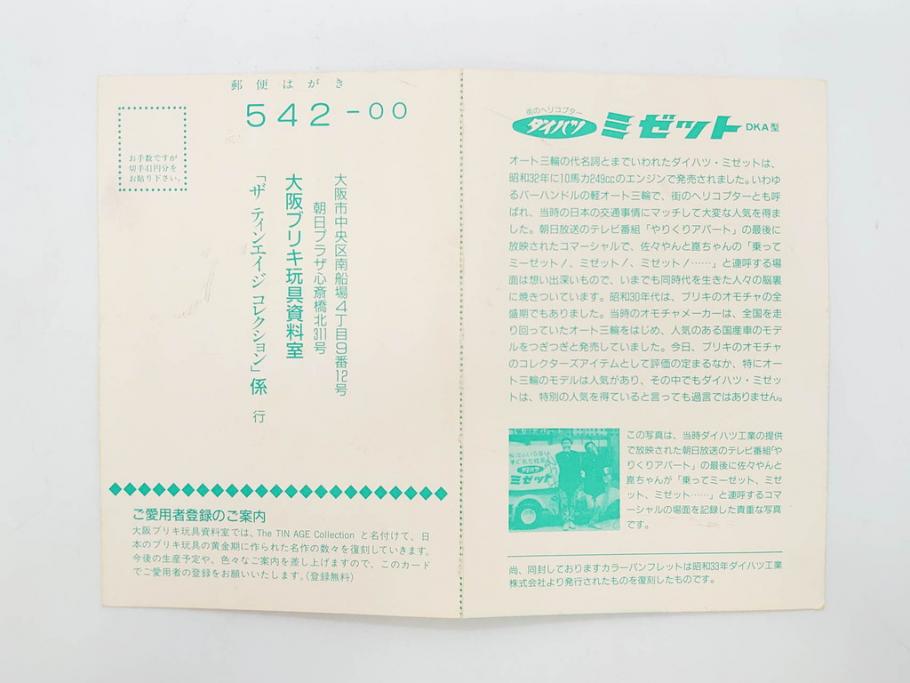 郵便はがき
542-00
お手数ですが
切手41円分を
お貼り下さい。
大阪市中央区南船場4丁目9番12号
朝日プラザ心斎橋北311号
大阪ブリキ玩具資料室
「ザ ティンエイジ コレクション」係 行
ご愛用者登録のご案内
大阪ブリキ玩具資料室では、The TIN AGE Collection と名付けて、日
本のブリキ玩具の黄金期に作られた名作の数々を復刻していきます。
今後の生産予定や、色々なご案内を差し上げますので、このカード
でご愛用者の登録をお願いいたします。(登録無料)
街のヘリコプター
ダイハツ ミゼット DKA型
オート三輪の代名詞とまでいわれたダイハツ・ミゼットは、
昭和32年に10馬力249ccのエンジンで発売されました。いわゆ
るバーハンドルの軽オート三輪で、街のヘリコプターとも呼
ばれ、当時の日本の交通事情にマッチして大変な人気を得ま
した。朝日放送のテレビ番組「やりくりアパート」の最後に
放映されたコマーシャルで、佐々やんと崑ちゃんの「乗って
ミーゼット!、ミゼット!、ミゼット!……」と連呼する場
面は想い出深いもので、いまでも同時代を生きた人々の脳裏
に焼きついています。昭和30年代は、ブリキのオモチャの全
盛期でもありました。当時のオモチャメーカーは、全国を走
り回っていたオート三輪をはじめ、人気のある国産車のモデ
ルをつぎつぎと発売していました。今日、ブリキのオモチャ
のコレクターズアイテムとして評価の定まるなか、特にオー
ト三輪のモデルは人気があり、その中でもダイハツ・ミゼッ
トは、特別の人気を得ていると言っても過言ではありません。
ミゼット
この写真は、当時ダイハツ工業の提供
で放映された朝日放送のテレビ番組「や
りくりアパート」の最後に佐々やんと
崑ちゃんが「乗ってミーゼット、ミゼ
ット、ミゼット……」と連呼するコマ
ーシャルの場面を記録した貴重な写真
です。
尚、同封しておりますカラーパンフレットは昭和33年ダイハツ工業
株式会社より発行されたものを復刻したものです。